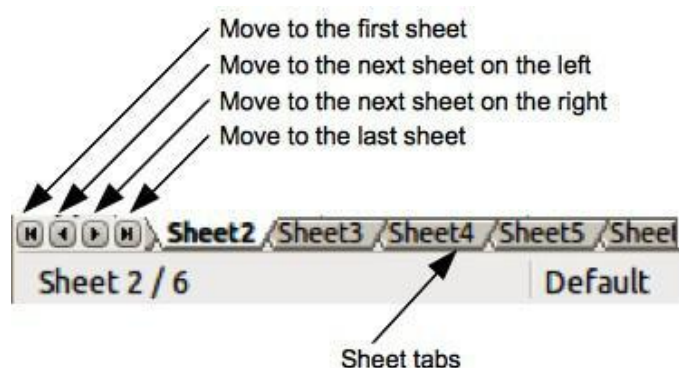 Move to the first sheet
Move to the next sheet on the left
Move to the next sheet on the right
Move to the last sheet
Sheet2 Sheet3 Sheet4 Sheet5 Sheet
Sheet 2 / 6 Default
Sheet tabs